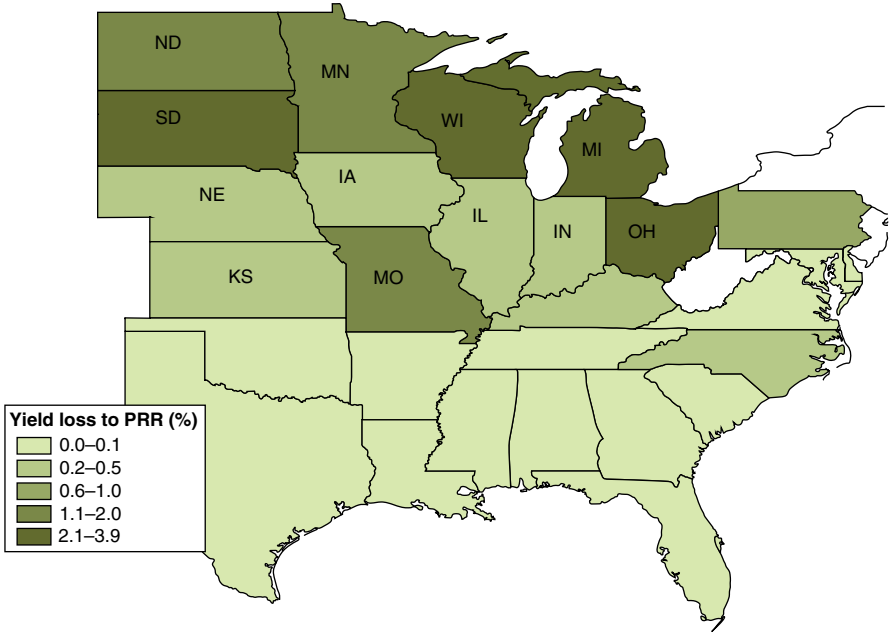 ND
MN
SD
WI
MI
IA
NE
IL
IN
OH
KS
MO
Yield loss to PRR (%)
0.0–0.1
0.2–0.5
0.6–1.0
1.1–2.0
2.1–3.9